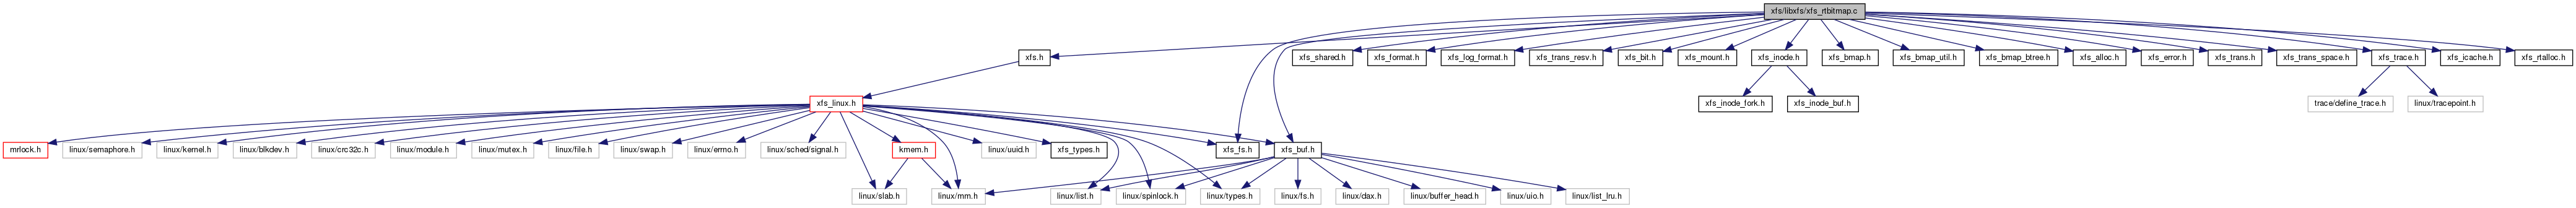 xfs/libxfs/xfs_rtbitmap.c
xfs.h
xfs_shared.h
xfs_format.h
xfs_log_format.h
xfs_trans_resv.h
xfs_bit.h
xfs_mount.h
xfs_inode.h
xfs_bmap.h
xfs_bmap_util.h
xfs_bmap_btree.h
xfs_alloc.h
xfs_error.h
xfs_trans.h
xfs_trans_space.h
xfs_trace.h
xfs_icache.h
xfs_rtalloc.h
xfs_linux.h
xfs_inode_fork.h
xfs_inode_buf.h
trace/define_trace.h
linux/tracepoint.h
mrlock.h
linux/semaphore.h
linux/kernel.h
linux/blkdev.h
linux/crc32c.h
linux/module.h
linux/mutex.h
linux/file.h
linux/swap.h
linux/errno.h
linux/sched/signal.h
kmem.h
linux/uuid.h
xfs_types.h
xfs_fs.h
xfs_buf.h
linux/slab.h
linux/mm.h
linux/list.h
linux/spinlock.h
linux/types.h
linux/fs.h
linux/dax.h
linux/buffer_head.h
linux/uio.h
linux/list_lru.h